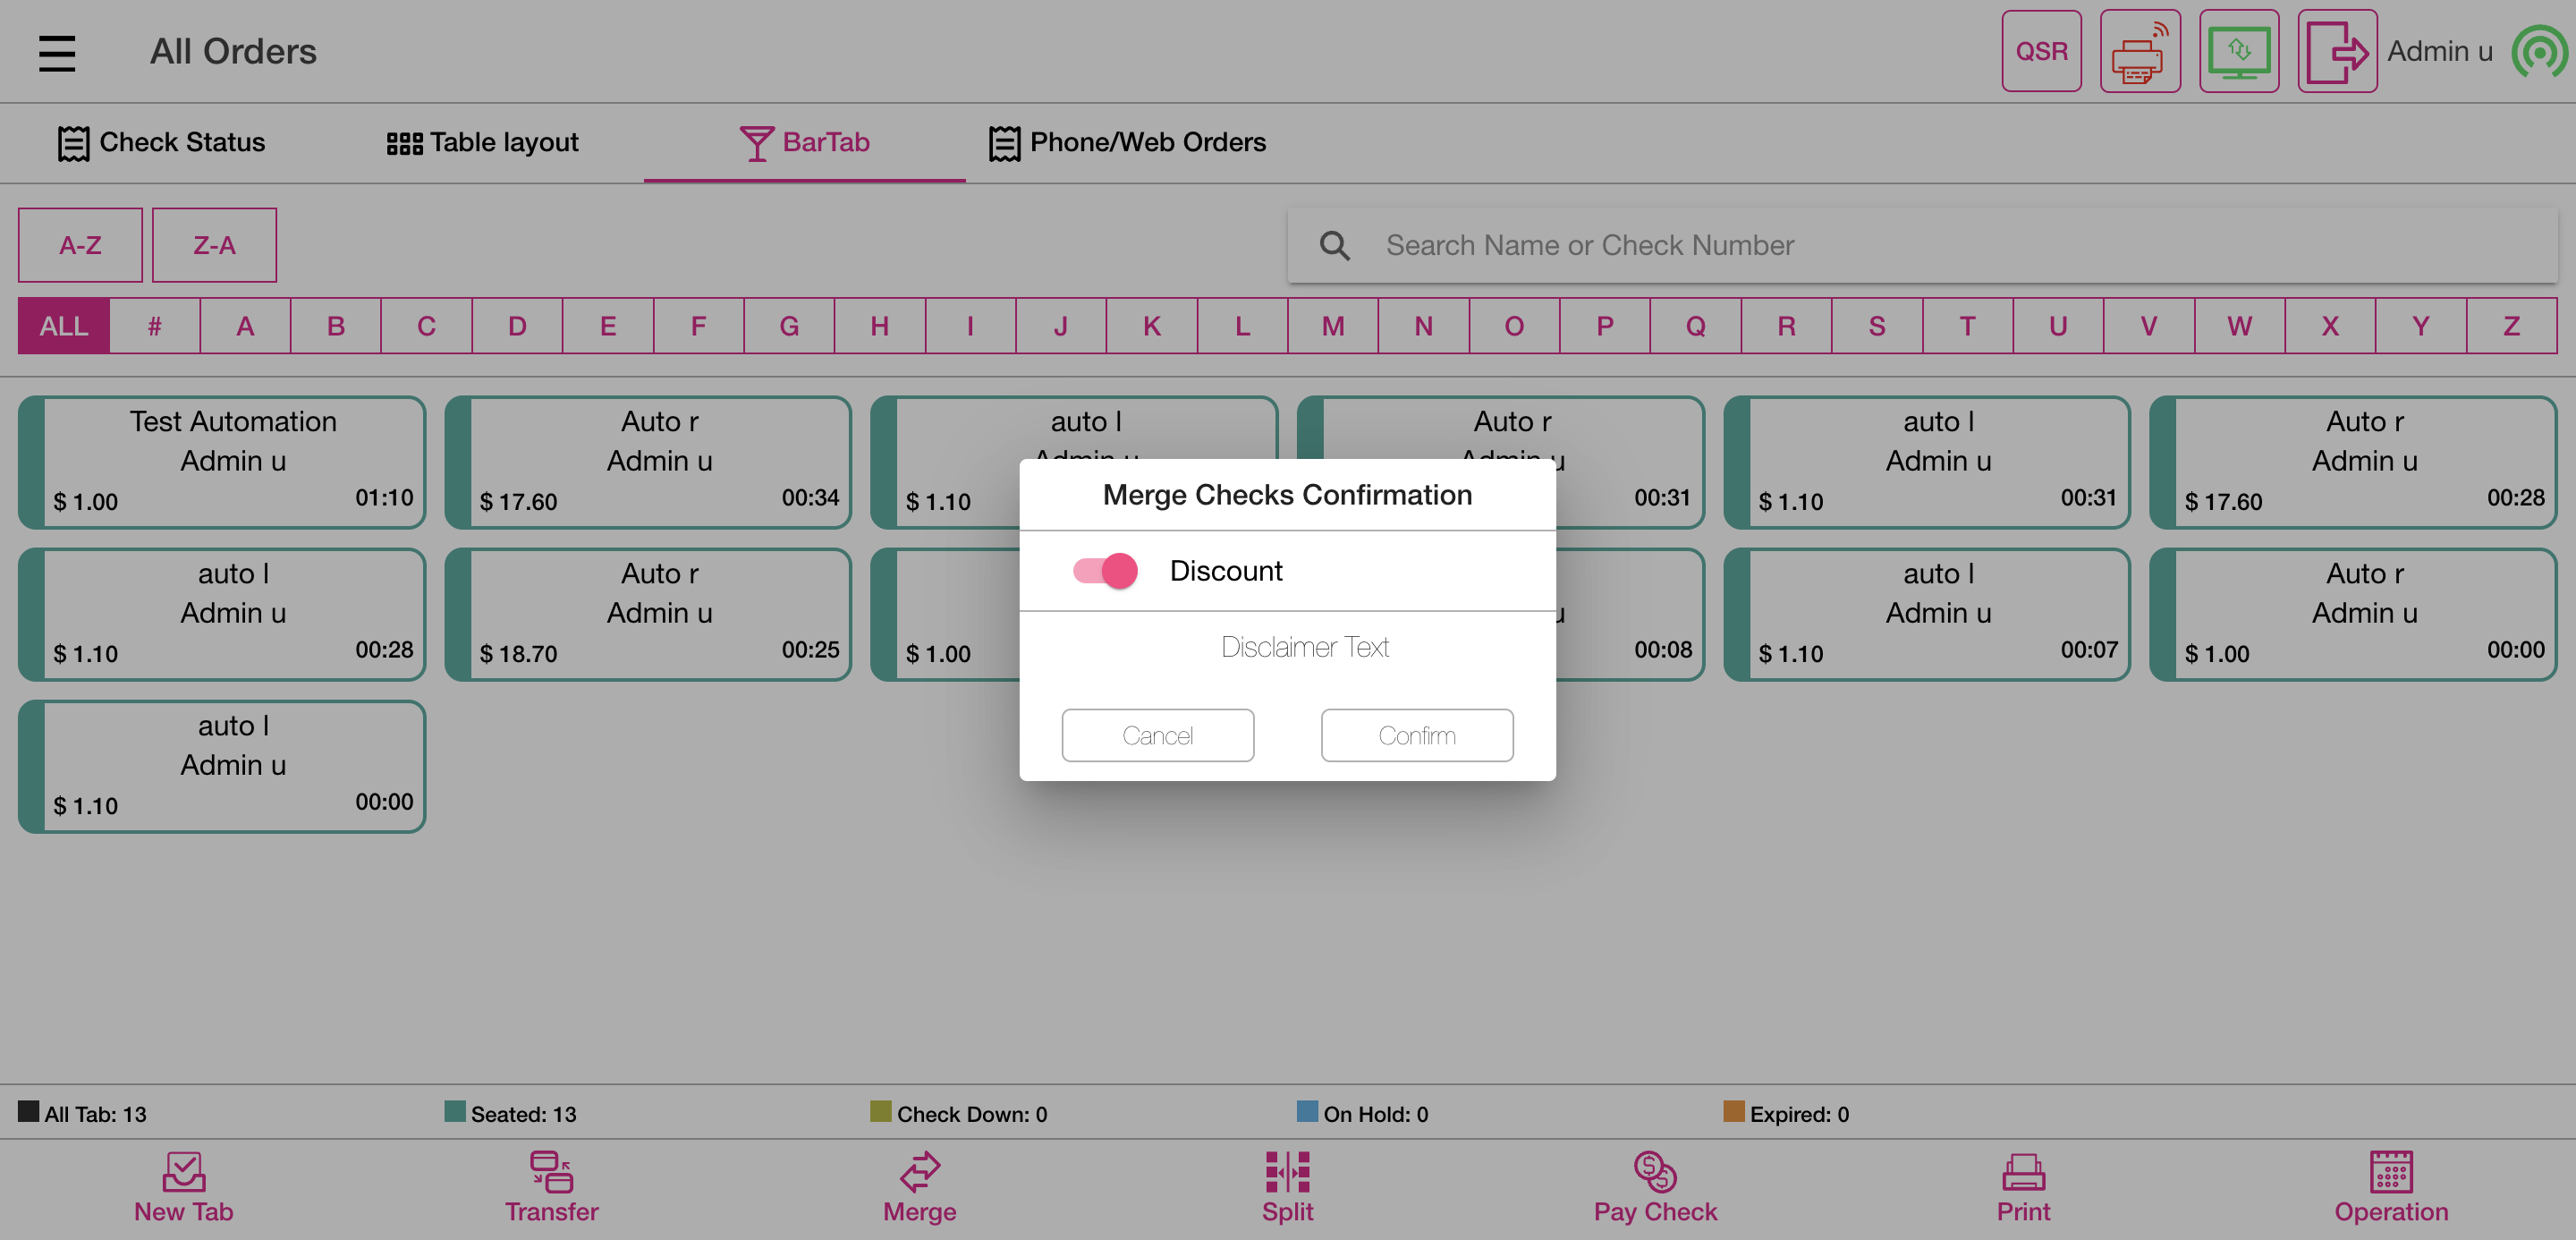 All Orders
QSR
Admin u
Check Status
Table layout
BarTab
Phone/Web Orders
A-Z
Z-A
Search Name or Check Number
ALL # A B C D E F G H I J K L M N O P Q R S T U V W X Y Z
Test Automation
Admin u
$ 1.00 01:10
Auto r
Admin u
$ 17.60 00:34
auto l
Admin u
$ 1.10
Auto r
Admin u
00:31
auto l
Admin u
$ 1.10 00:31
Auto r
Admin u
$ 17.60 00:28
auto l
Admin u
$ 1.10 00:28
Auto r
Admin u
$ 18.70 00:25
$ 1.00
u
00:08
auto l
Admin u
$ 1.10 00:07
Auto r
Admin u
$ 1.00 00:00
auto l
Admin u
$ 1.10 00:00
Merge Checks Confirmation
Discount
Disclaimer Text
Cancel
Confirm
All Tab: 13
Seated: 13
Check Down: 0
On Hold: 0
Expired: 0
New Tab
Transfer
Merge
Split
Pay Check
Print
Operation